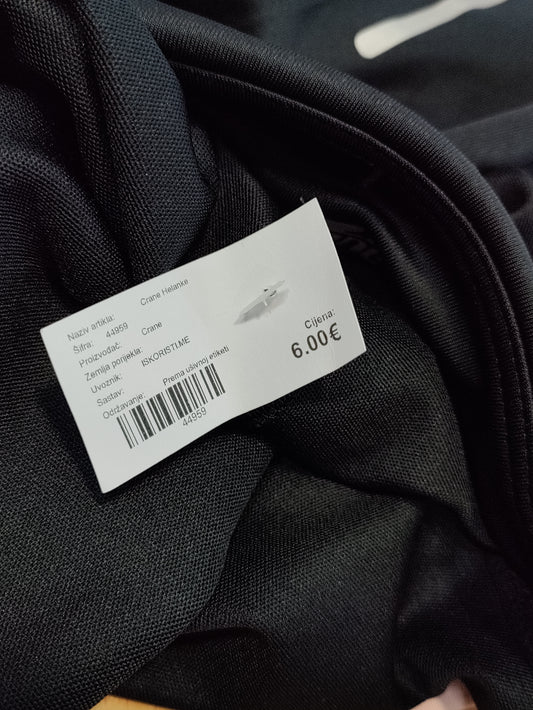 Naziv artikla: Crane Helanke
Šifra: 44959
Proizvođač: Crane
Zemlja porijekla:
Uvoznik: ISKORISTI.ME
Sastav:
Održavanje: Prema ušivnoj etiketi
44959
Cijena:
6.00€